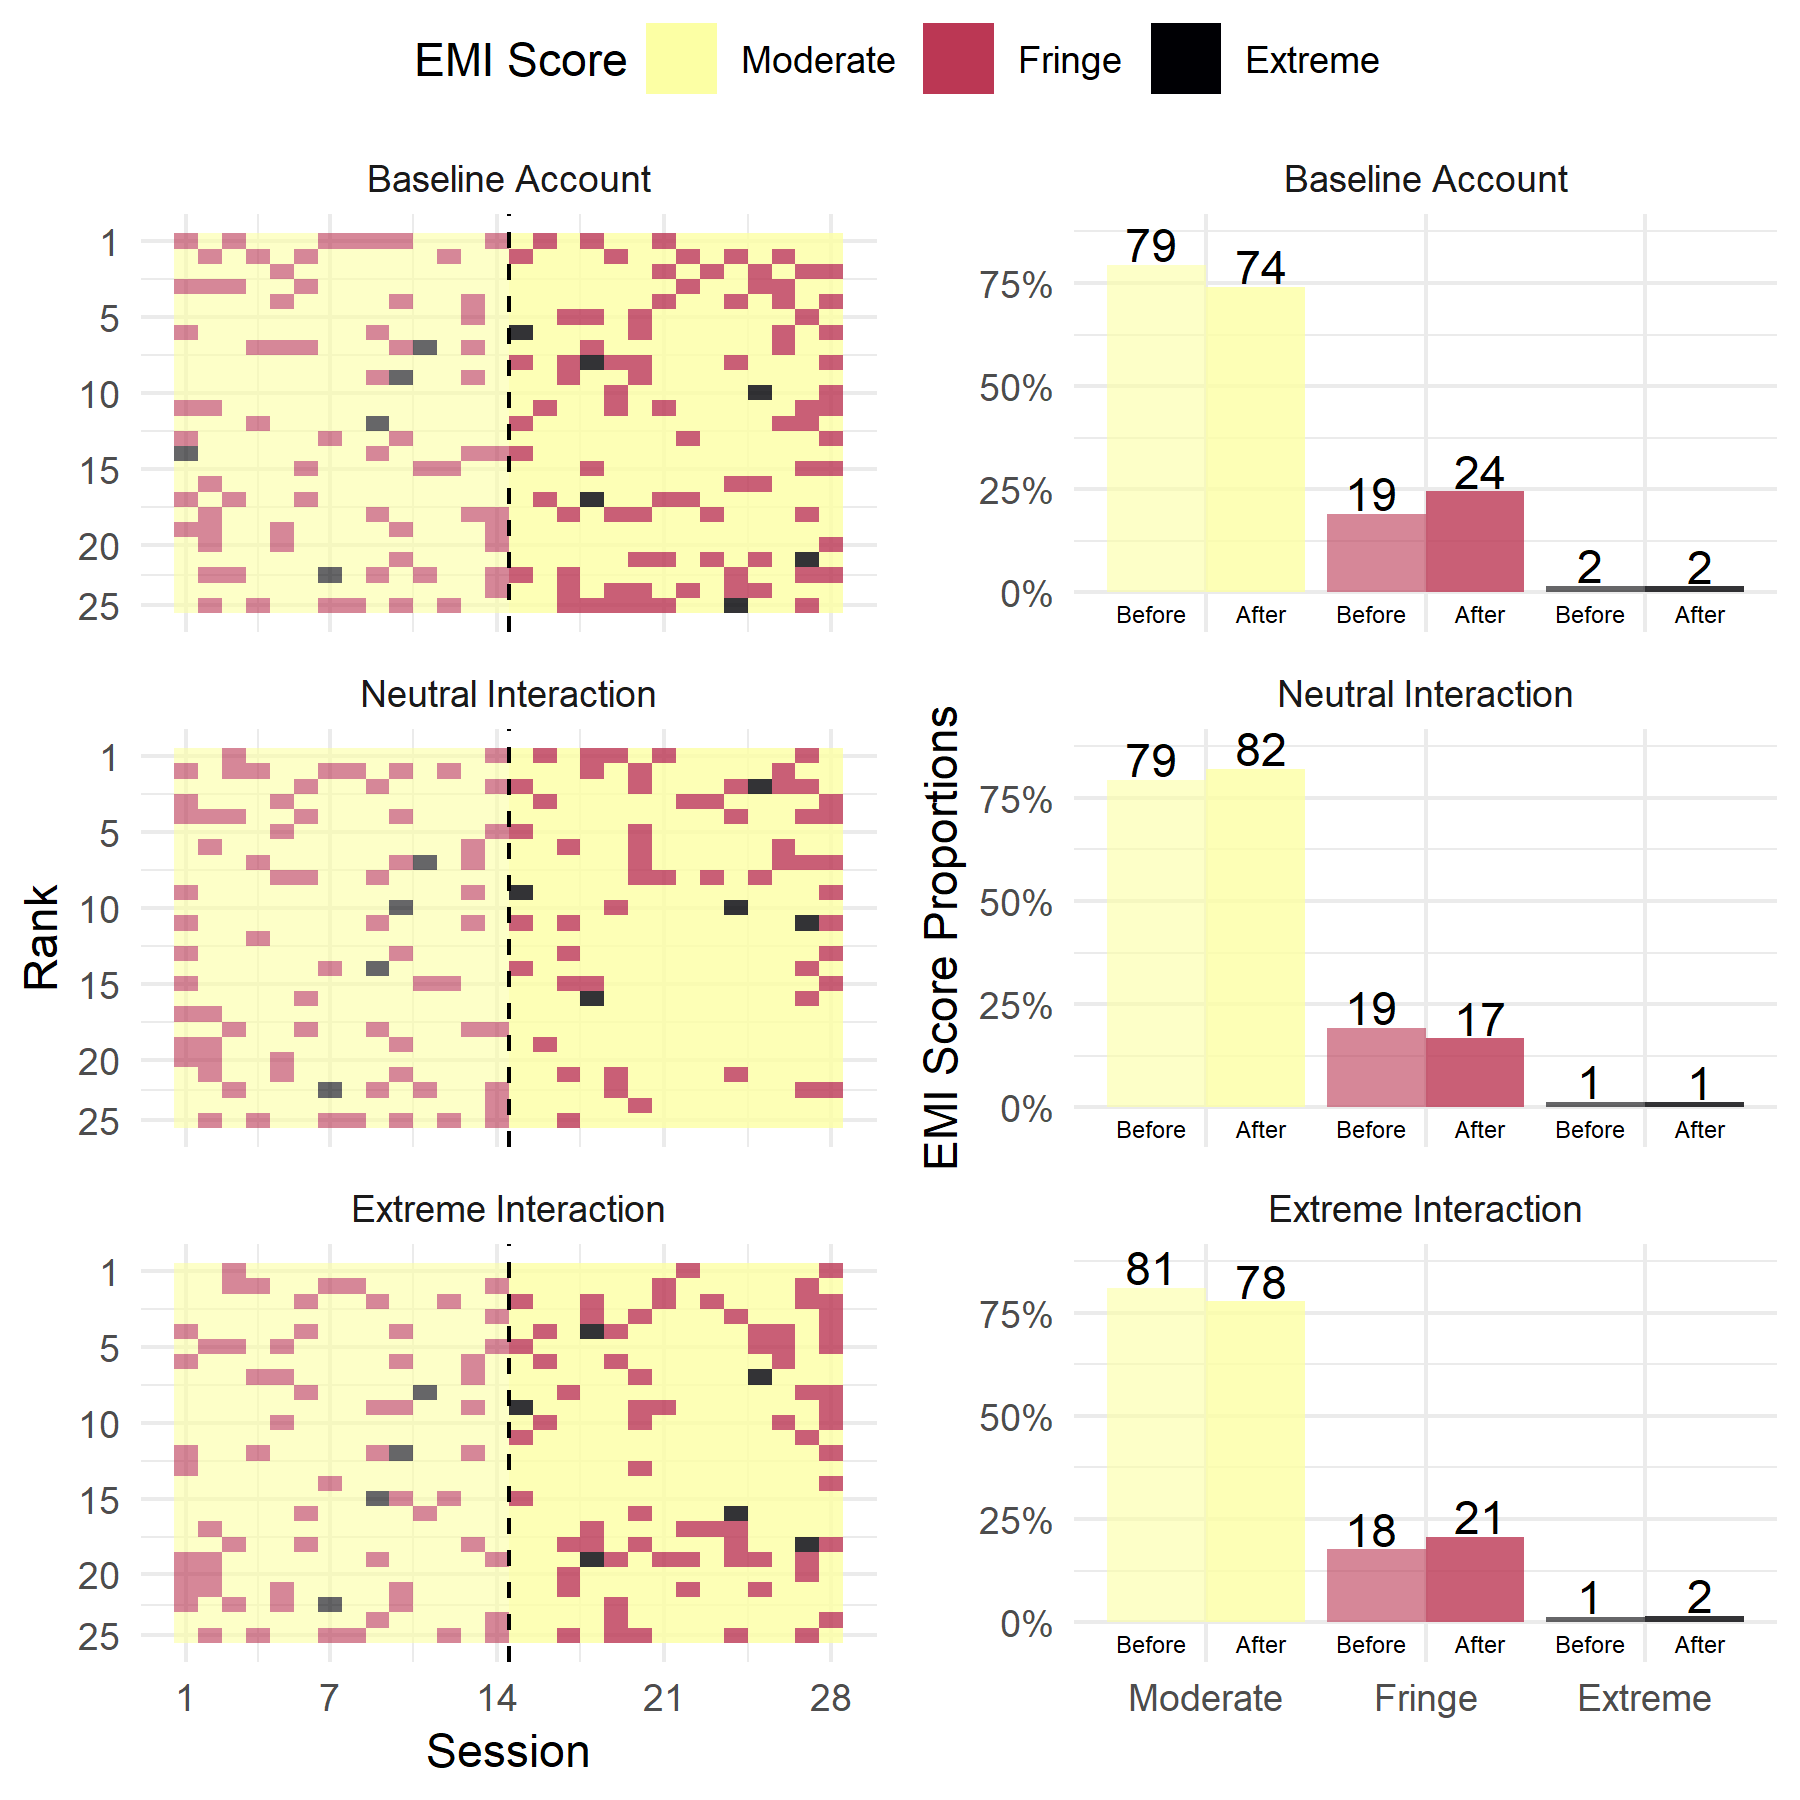 EMI Score Moderate Fringe Extreme
Baseline Account
1
5
10
15
20
25
Baseline Account
75%
50%
25%
0%
79 74 19 24 2 2
Before After Before After Before After
Neutral Interaction
1
5
10
15
20
25
Neutral Interaction
75%
50%
25%
0%
79 82 19 17 1 1
Before After Before After Before After
Rank
EMI Score Proportions
Extreme Interaction
1
5
10
15
20
25
1 7 14 21 28
Session
Extreme Interaction
75%
50%
25%
0%
81 78 18 21 1 2
Before After Before After Before After
Moderate Fringe Extreme